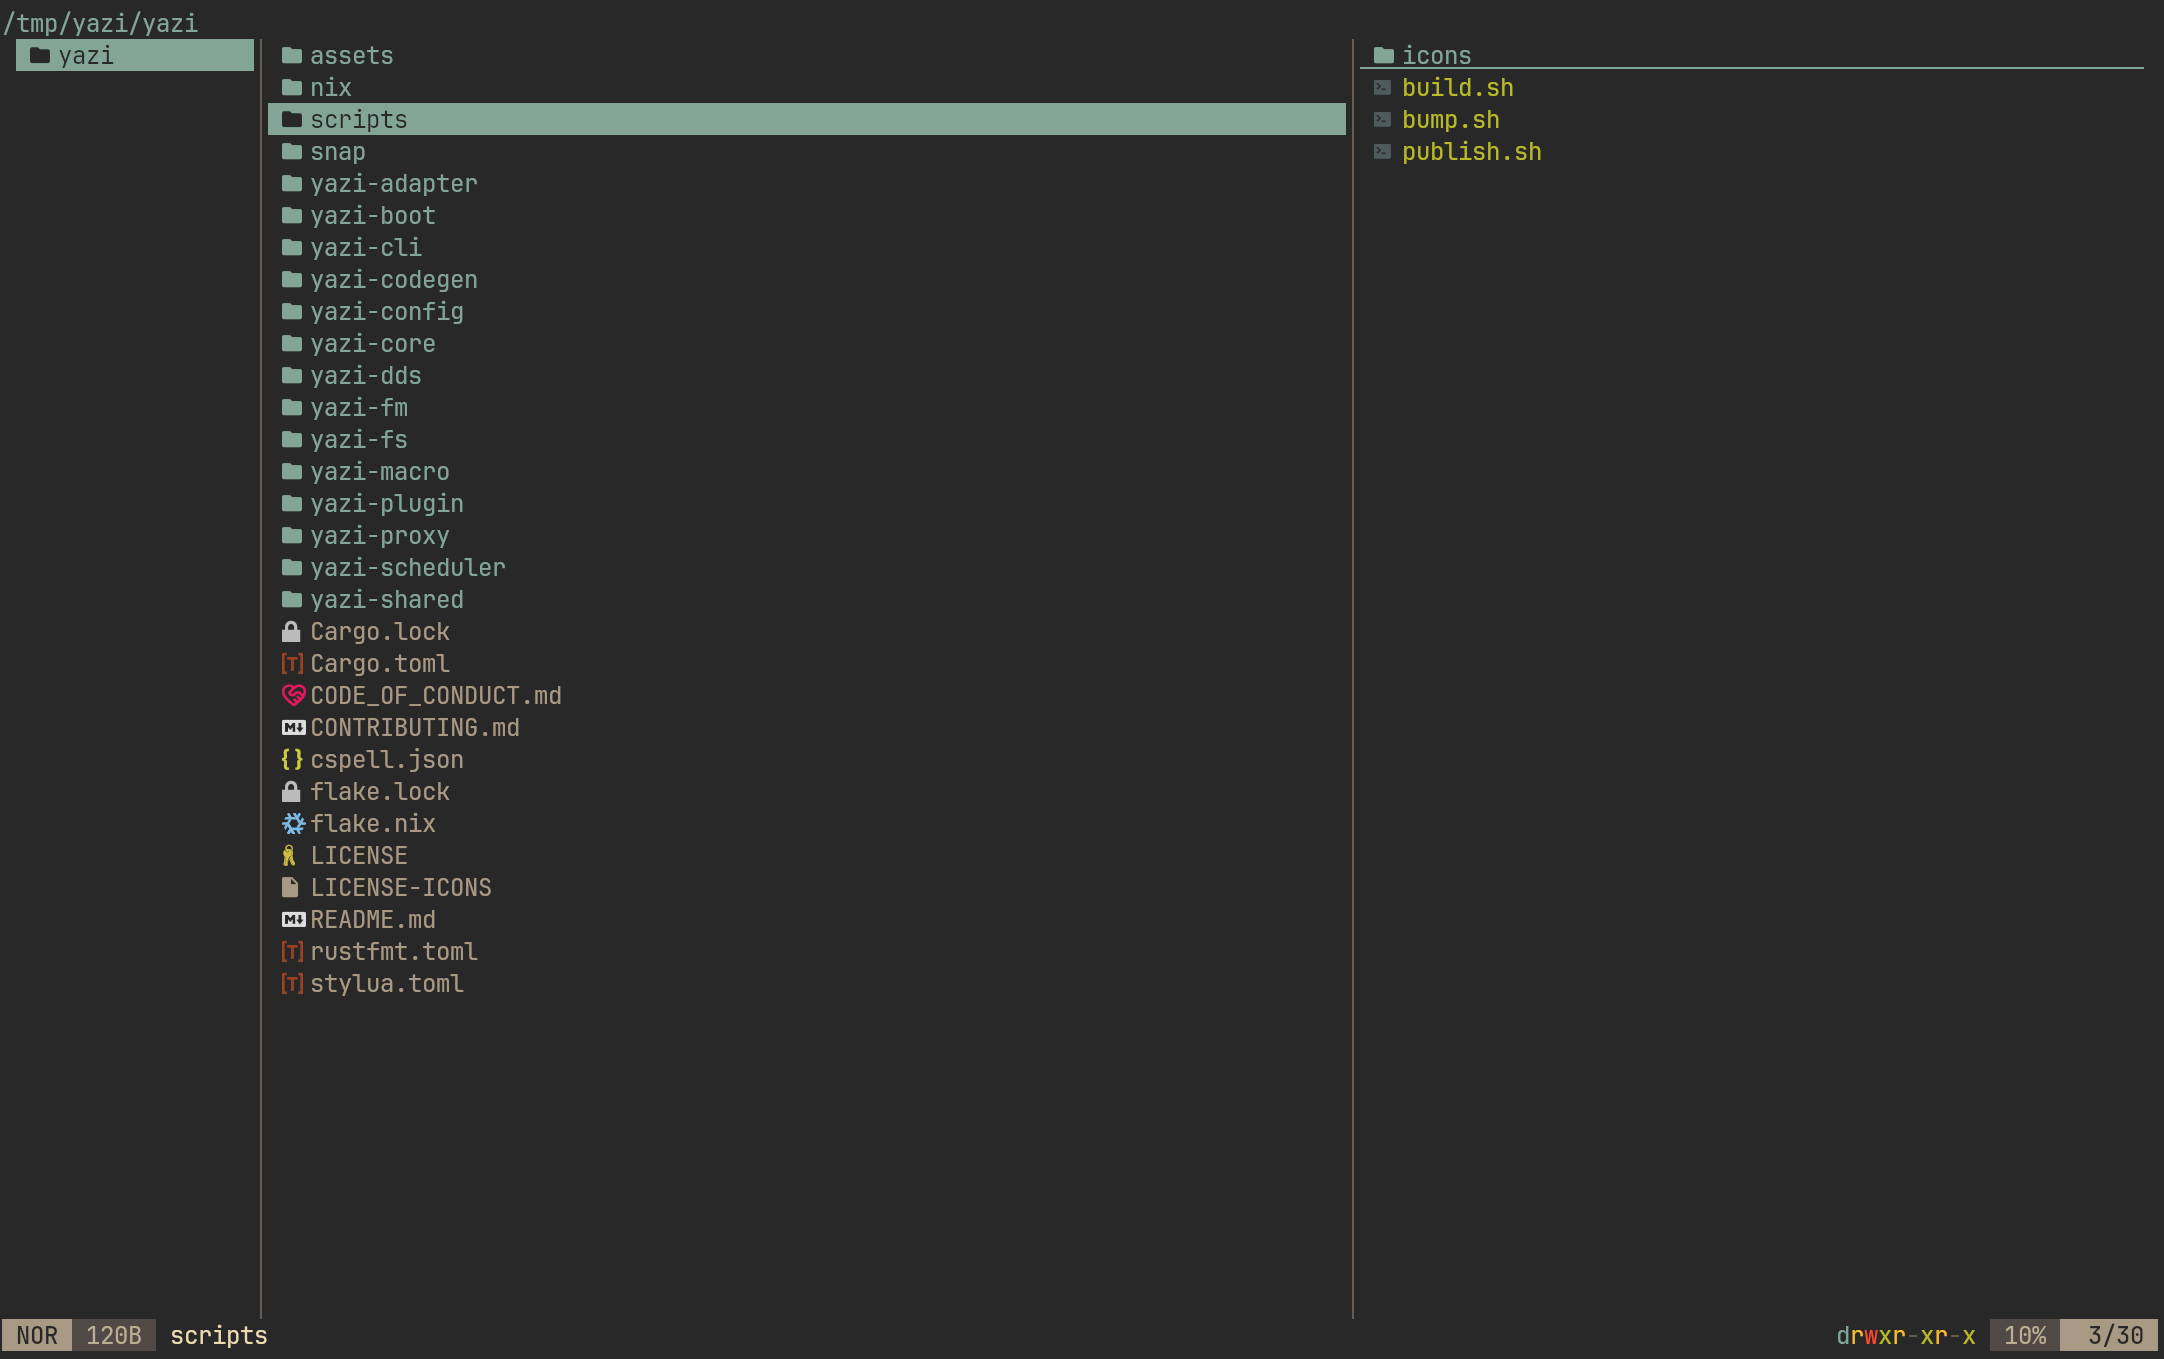 /tmp/yazi/yazi
yazi
assets
nix
scripts
snap
yazi-adapter
yazi-boot
yazi-cli
yazi-codegen
yazi-config
yazi-core
yazi-dds
yazi-fm
yazi-fs
yazi-macro
yazi-plugin
yazi-proxy
yazi-scheduler
yazi-shared
Cargo.lock
Cargo.toml
CODE_OF_CONDUCT.md
CONTRIBUTING.md
cspell.json
flake.lock
flake.nix
LICENSE
LICENSE-ICONS
README.md
rustfmt.toml
stylua.toml
icons
build.sh
bump.sh
publish.sh
NOR 120B scripts drwxr-xr-x 10% 3/30